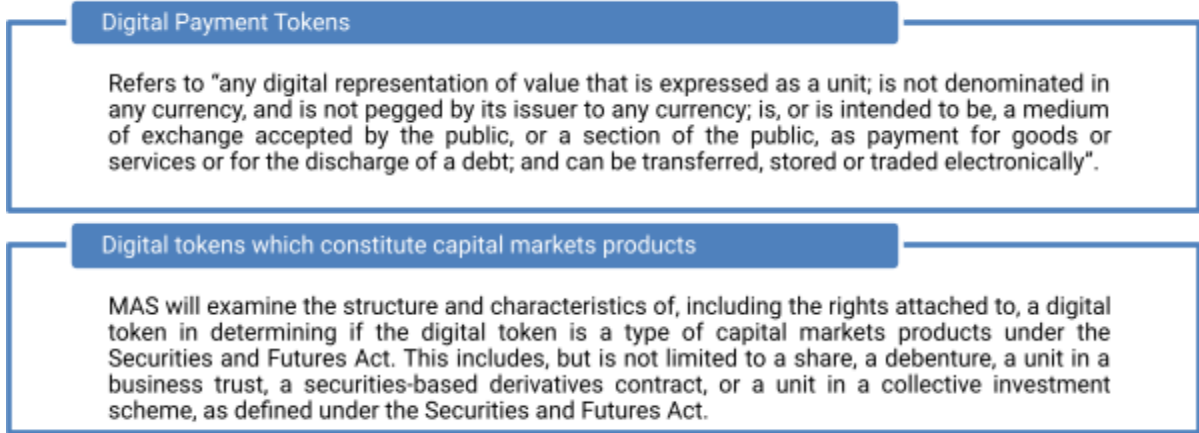 Digital Payment Tokens
Refers to “any digital representation of value that is expressed as a unit; is not denominated in
any currency, and is not pegged by its issuer to any currency; is, or is intended to be, a medium
of exchange accepted by the public, or a section of the public, as payment for goods or
services or for the discharge of a debt; and can be transferred, stored or traded electronically”.
Digital tokens which constitute capital markets products
MAS will examine the structure and characteristics of, including the rights attached to, a digital
token in determining if the digital token is a type of capital markets products under the
Securities and Futures Act. This includes, but is not limited to a share, a debenture, a unit in a
business trust, a securities-based derivatives contract, or a unit in a collective investment
scheme, as defined under the Securities and Futures Act.